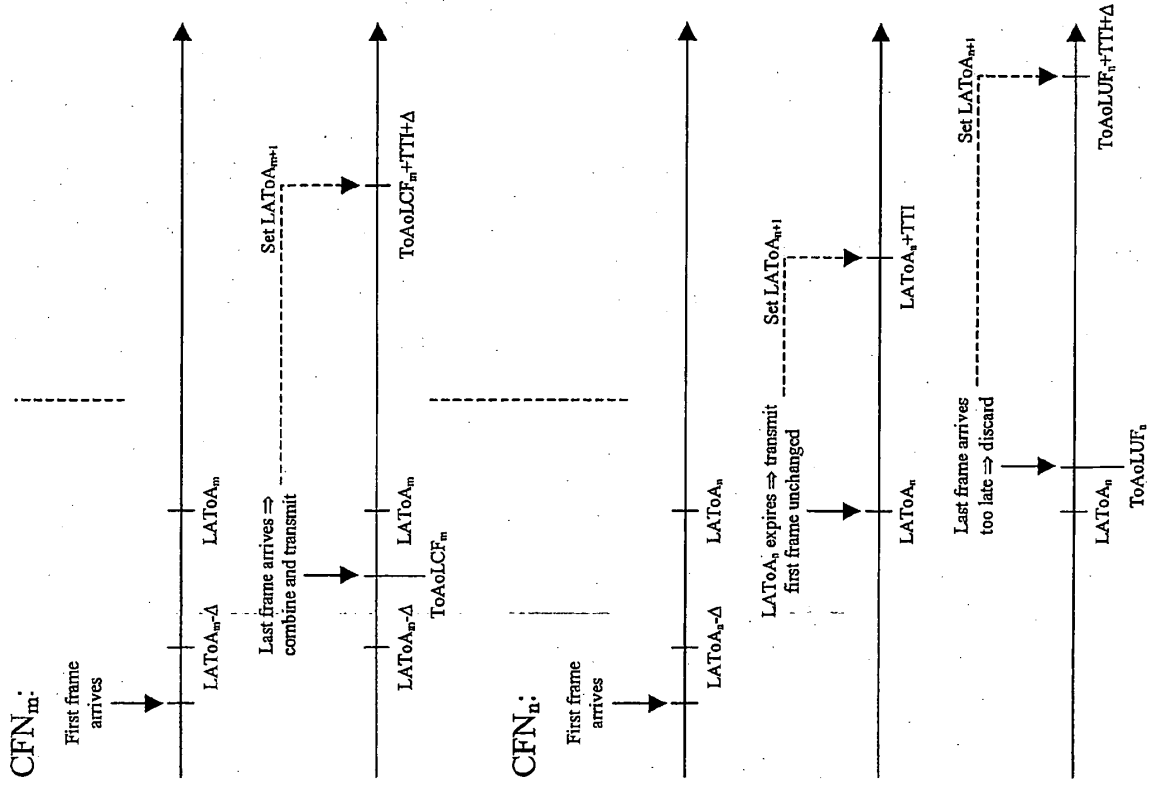 CFNm:
First frame
arrives
LAToAm-Δ
LAToAm
Last frame arrives ⇒
combine and transmit
Set LAToAm+1
LAToAm-Δ
LAToAm
ToAoLCFm+TTI+Δ
ToAoLCFm
CFNn:
First frame
arrives
LAToAn-Δ
LAToAn
LAToAn expires ⇒ transmit
first frame unchanged
Set LAToAn+1
LAToAn
LAToAn+TTI
Last frame arrives
too late ⇒ discard
Set LAToAn+1
LAToAn
ToAoLUFn+TTI+Δ
ToAoLUFn